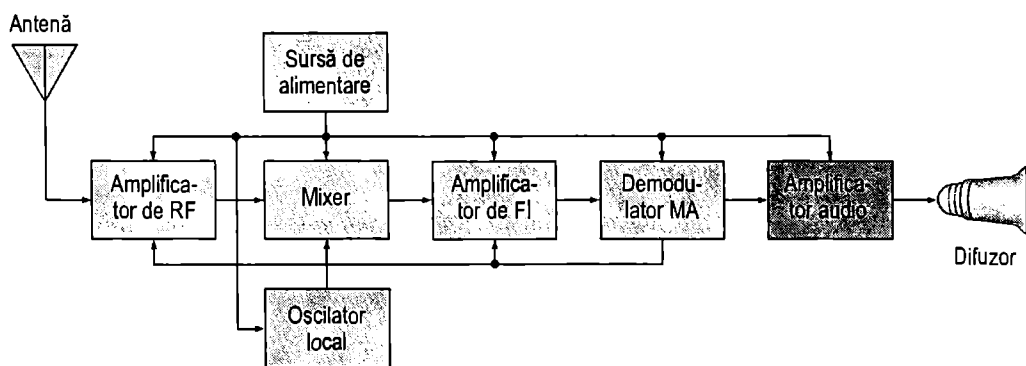 Antenă
Sursă de
alimentare
Amplifica-
tor de RF
Mixer
Amplifica-
tor de FI
Demodu-
lator MA
Amplifica-
tor audio
Difuzor
Oscilator
local